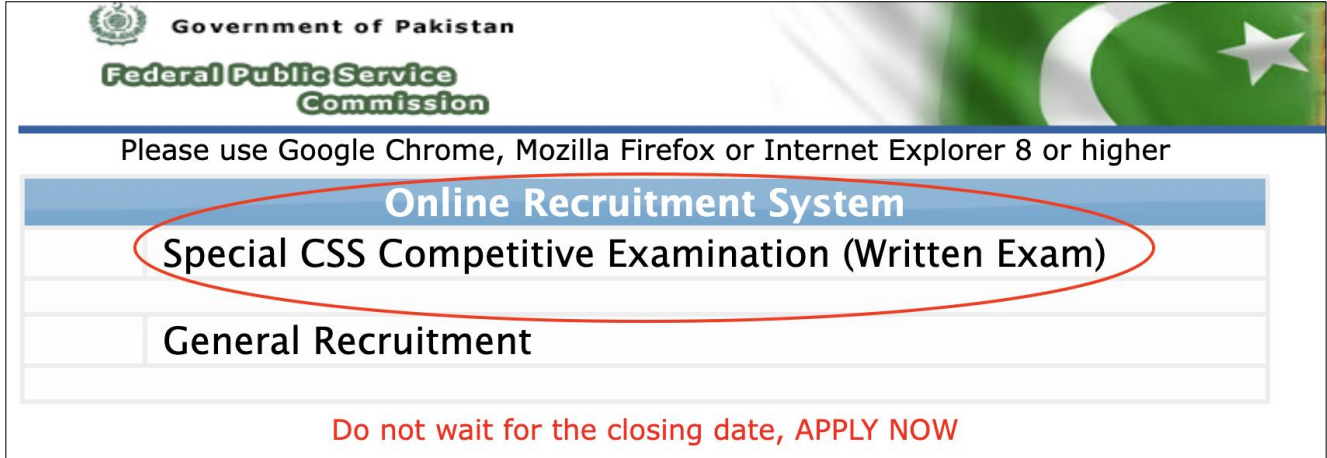 Government of Pakistan
Federal Public Service
Commission
Please use Google Chrome, Mozilla Firefox or Internet Explorer 8 or higher
Online Recruitment System
Special CSS Competitive Examination (Written Exam)
General Recruitment
Do not wait for the closing date, APPLY NOW